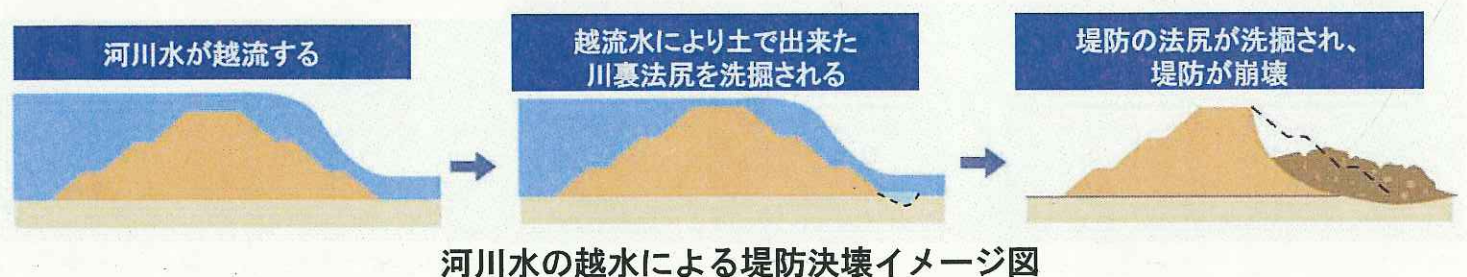 河川水が越流する
越流水により土で出来た
川裏法尻を洗掘される
堤防の法尻が洗掘され、
堤防が崩壊
河川水の越水による堤防決壊イメージ図